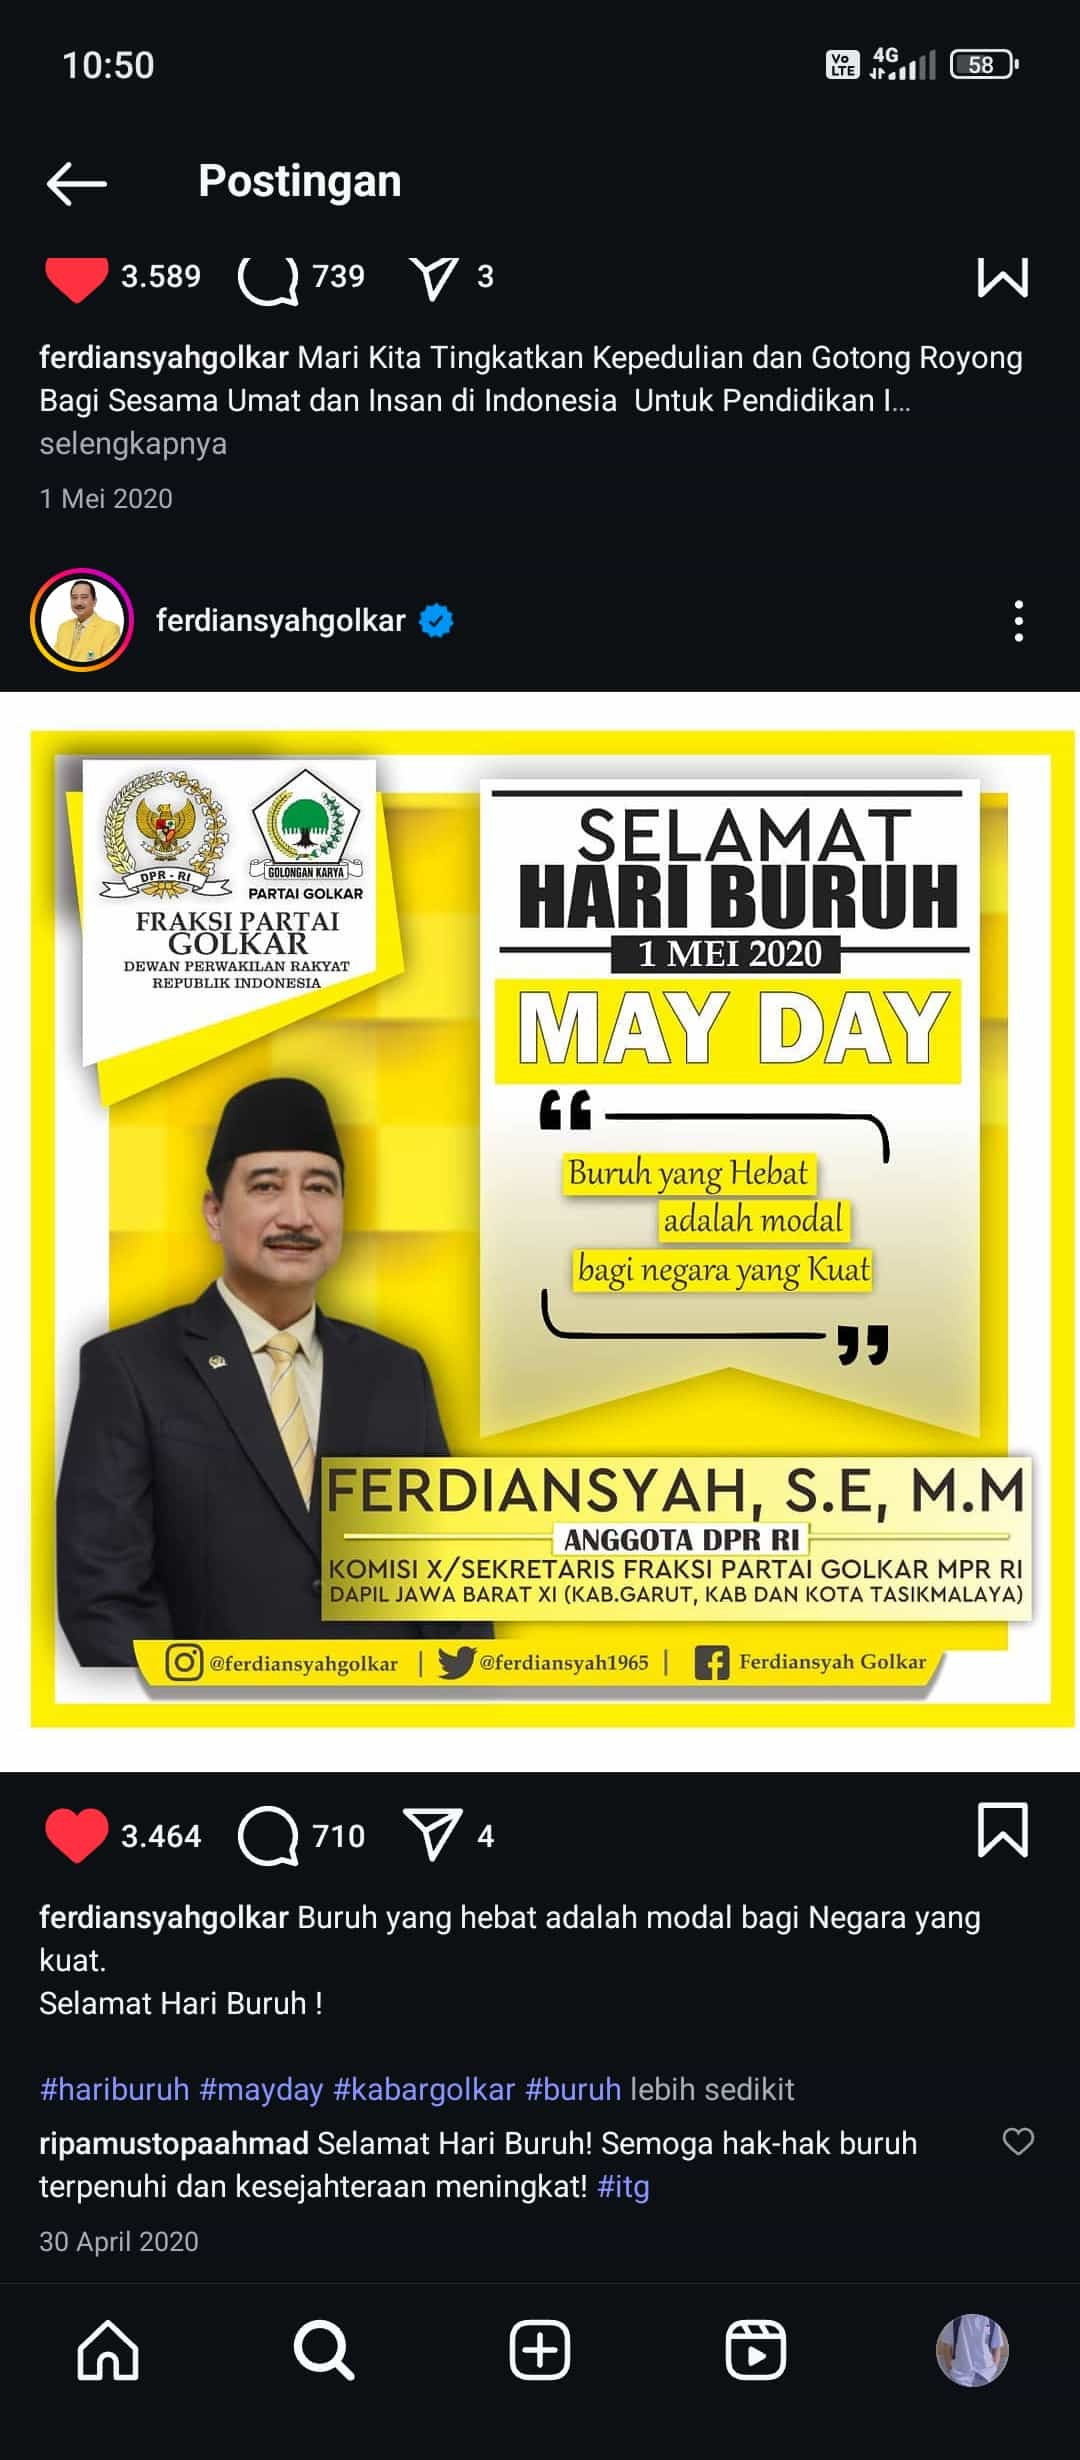 10:50
Vo
LTE
4G
58
Postingan
3.589
739
3
ferdiansyahgolkar Mari Kita Tingkatkan Kepedulian dan Gotong Royong
Bagi Sesama Umat dan Insan di Indonesia  Untuk Pendidikan I...
selengkapnya
1 Mei 2020
ferdiansyahgolkar
DPR - RI
GOLONGAN KARYA
PARTAI GOLKAR
FRAKSI PARTAI
GOLKAR
DEWAN PERWAKILAN RAKYAT
REPUBLIK INDONESIA
SELAMAT
HARI BURUH
1 MEI 2020
MAY DAY
“
Buruh yang Hebat
adalah modal
bagi negara yang Kuat
”
FERDIANSYAH, S.E, M.M
ANGGOTA DPR RI
KOMISI X/SEKRETARIS FRAKSI PARTAI GOLKAR MPR RI
DAPIL JAWA BARAT XI (KAB.GARUT, KAB DAN KOTA TASIKMALAYA)
@ferdiansyahgolkar | @ferdiansyah1965 | Ferdiansyah Golkar
3.464
710
4
ferdiansyahgolkar Buruh yang hebat adalah modal bagi Negara yang
kuat.
Selamat Hari Buruh !
#hariburuh #mayday #kabargolkar #buruh lebih sedikit
ripamustopaahmad Selamat Hari Buruh! Semoga hak-hak buruh
terpenuhi dan kesejahteraan meningkat! #itg
30 April 2020